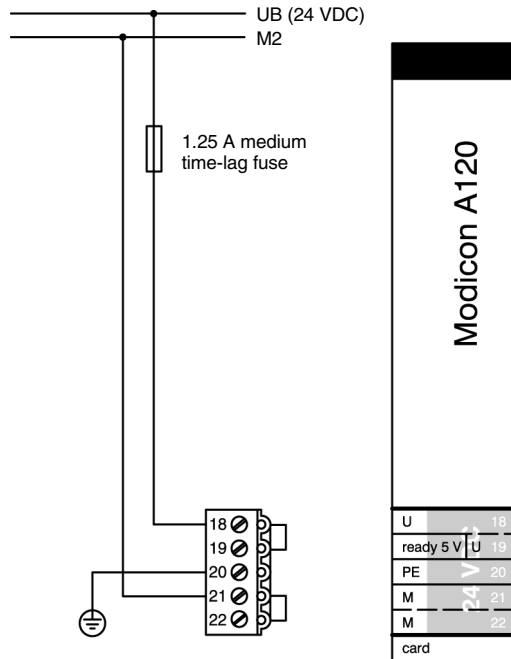 UB (24 VDC)
M2
1.25 A medium
time-lag fuse
Modicon A120
18
19
20
21
22
U 18
ready 5 V U 19
PE 20
M 21
M 22
24 VDC
card